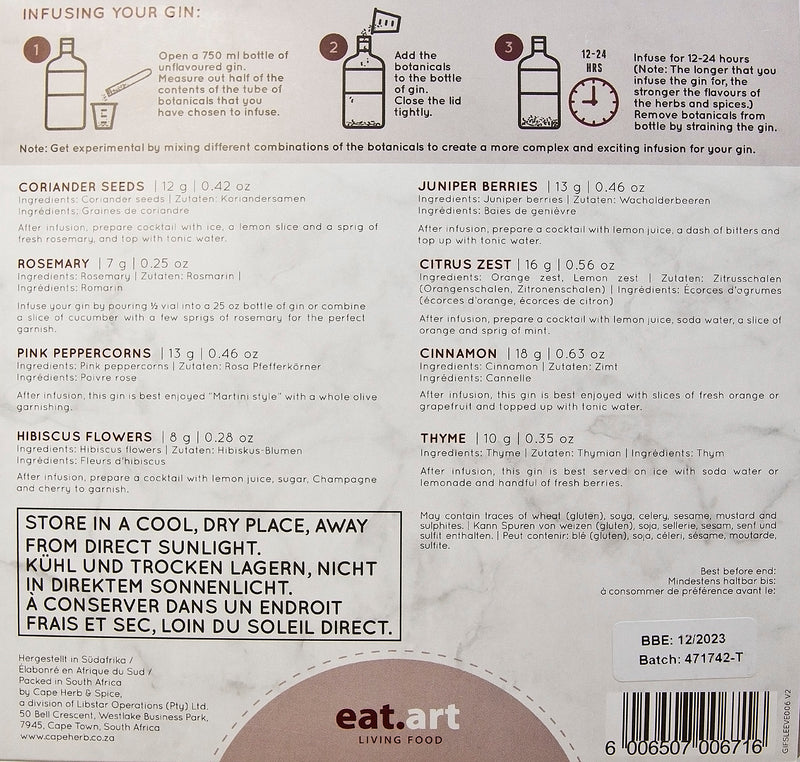 INFUSING YOUR GIN:
1
Open a 750 ml bottle of
unflavoured gin.
Measure out half of the
contents of the tube of
botanicals that you
have chosen to infuse.
2
Add the
botanicals
to the bottle
of gin.
Close the lid
tightly.
3
12-24
HRS
Infuse for 12-24 hours
(Note: The longer that you
infuse the gin for, the
stronger the flavours of
the herbs and spices.)
Remove botanicals from
bottle by straining the gin.
Note: Get experimental by mixing different combinations of the botanicals to create a more complex and exciting infusion for your gin.
CORIANDER SEEDS | 12 g | 0.42 oz
Ingredients: Coriander seeds | Zutaten: Koriandersamen
Ingrédients: Graines de coriandre
After infusion, prepare cocktail with ice, a lemon slice and a sprig of
fresh rosemary, and top with tonic water.
ROSEMARY | 7 g | 0.25 oz
Ingredients: Rosemary | Zutaten: Rosmarin |
Ingrédients: Romarin
Infuse your gin by pouring ½ vial into a 25 oz bottle of gin or combine
a slice of cucumber with a few sprigs of rosemary for the perfect
garnish.
PINK PEPPERCORNS | 13 g | 0.46 oz
Ingredients: Pink peppercorns | Zutaten: Rosa Pfefferkörner
Ingrédients: Poivre rose
After infusion, this gin is best enjoyed "Martini style" with a whole olive
garnishing.
HIBISCUS FLOWERS | 8 g | 0.28 oz
Ingredients: Hibiscus flowers | Zutaten: Hibiskus-Blumen
Ingrédients: Fleurs d'hibiscus
After infusion, prepare a cocktail with lemon juice, sugar, Champagne
and cherry to garnish.
JUNIPER BERRIES | 13 g | 0.46 oz
Ingredients: Juniper berries | Zutaten: Wacholderbeeren
Ingrédients: Baies de genièvre
After infusion, prepare a cocktail with lemon juice, a dash of bitters and
top up with tonic water.
CITRUS ZEST | 16 g | 0.56 oz
Ingredients: Orange zest, Lemon zest | Zutaten: Zitrusschalen
(Orangenschalen, Zitronenschalen) | Ingrédients: Écorces d'agrumes
(écorces d'orange, écorces de citron)
After infusion, prepare a cocktail with lemon juice, soda water, a slice of
orange and sprig of mint.
CINNAMON | 18 g | 0.63 oz
Ingredients: Cinnamon | Zutaten: Zimt
Ingrédients: Cannelle
After infusion, this gin is best enjoyed with slices of fresh orange or
grapefruit and topped up with tonic water.
THYME | 10 g | 0.35 oz
Ingredients: Thyme | Zutaten: Thymian | Ingrédients: Thym
After infusion, this gin is best served on ice with soda water or
lemonade and handful of fresh berries.
May contain traces of wheat (gluten), soya, celery, sesame, mustard and
sulphites. | Kann Spuren von weizen (gluten), soja, sellerie, sesam, senf und
sulfit enthalten. | Peut contenir: blé (gluten), soja, céleri, sésame, moutarde,
sulfite.
STORE IN A COOL, DRY PLACE, AWAY
FROM DIRECT SUNLIGHT.
KÜHL UND TROCKEN LAGERN, NICHT
IN DIREKTEM SONNENLICHT.
À CONSERVER DANS UN ENDROIT
FRAIS ET SEC, LOIN DU SOLEIL DIRECT.
Best before end:
Mindestens haltbar bis:
à consommer de préférence avant le:
BBE: 12/2023
Batch: 471742-T
Hergestellt in Südafrika /
Élaboré en Afrique du Sud /
Packed in South Africa
by Cape Herb & Spice,
a division of Libstar Operations (Pty) Ltd.
50 Bell Crescent, Westlake Business Park,
7945, Cape Town, South Africa
www.capeherb.co.za
eat.art
LIVING FOOD
6 006507 006716
GIFSLEEVE006 V2